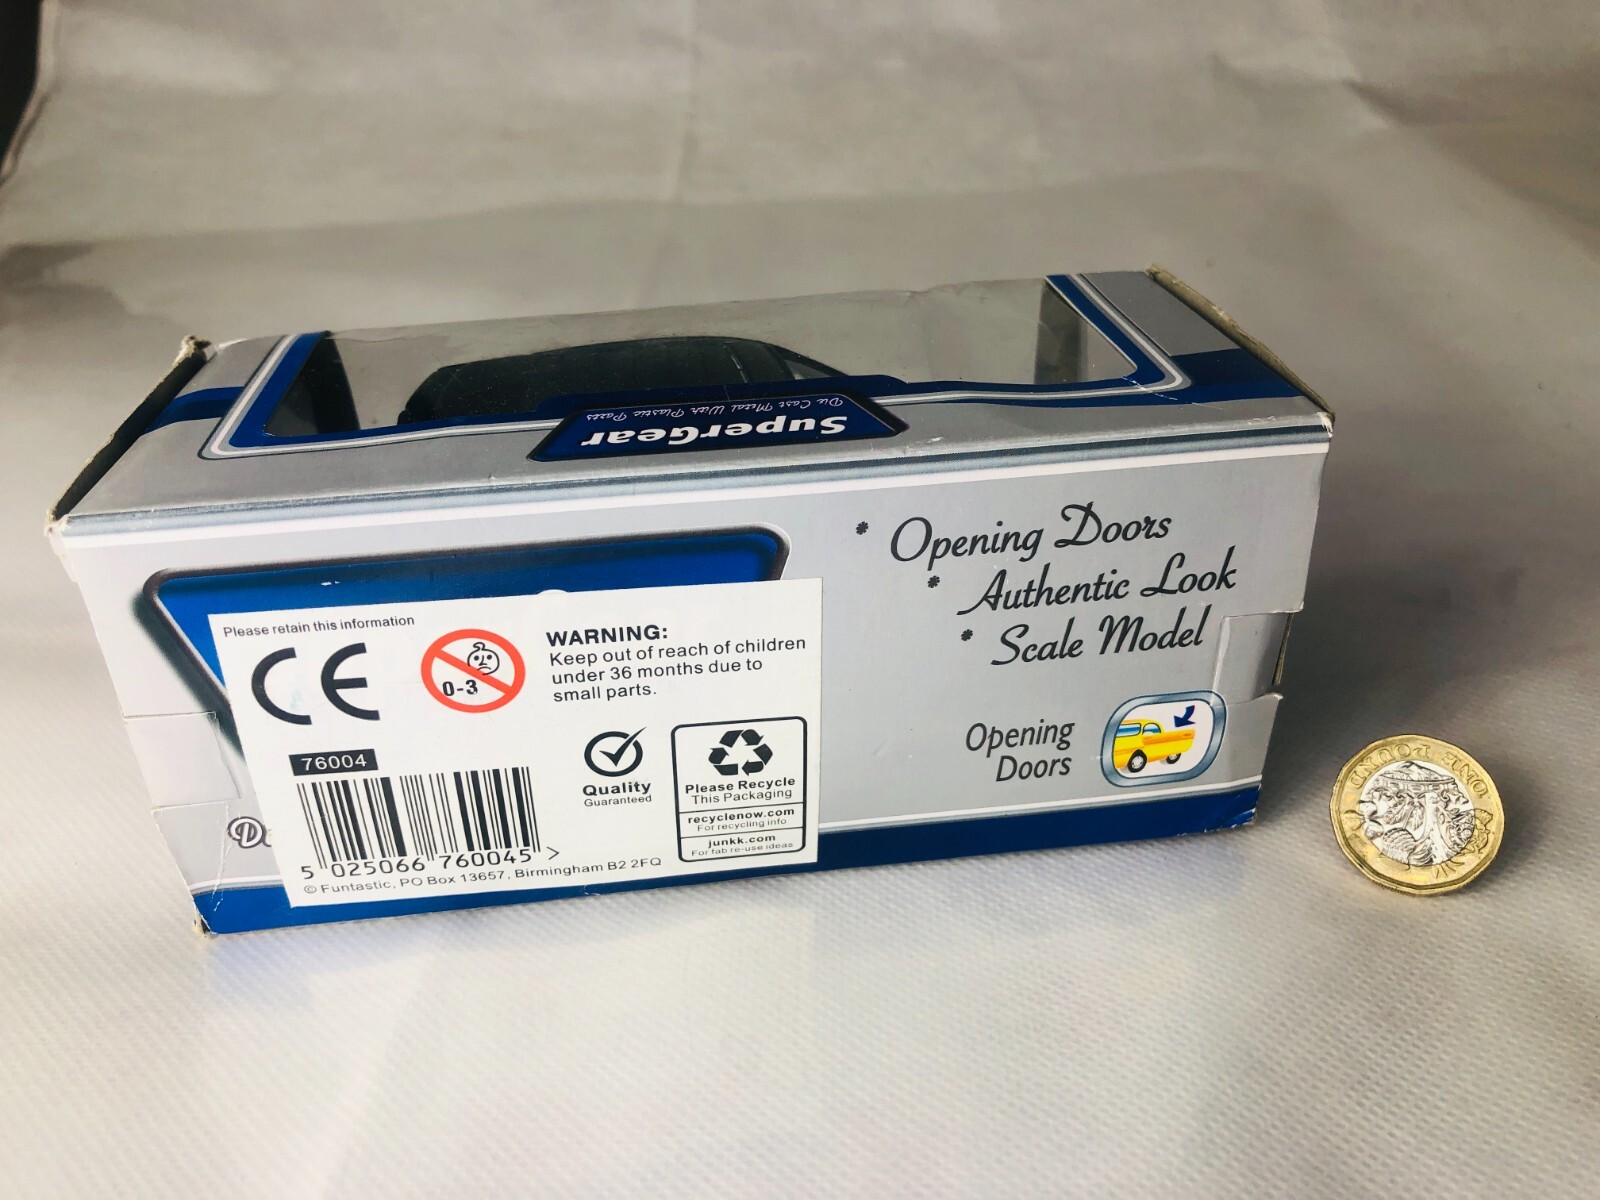 SuperGear
Die Cast Metal With Plastic Parts
* Opening Doors
* Authentic Look
* Scale Model
Opening
Doors
Please retain this information
CE
0-3
WARNING:
Keep out of reach of children
under 36 months due to
small parts.
76004
5 025066 760045 >
Quality
Guaranteed
Please Recycle
This Packaging
recyclenow.com
For recycling info
junkk.com
For fab re-use ideas
© Funtastic, PO Box 13657, Birmingham B2 2FQ
ONE POUND